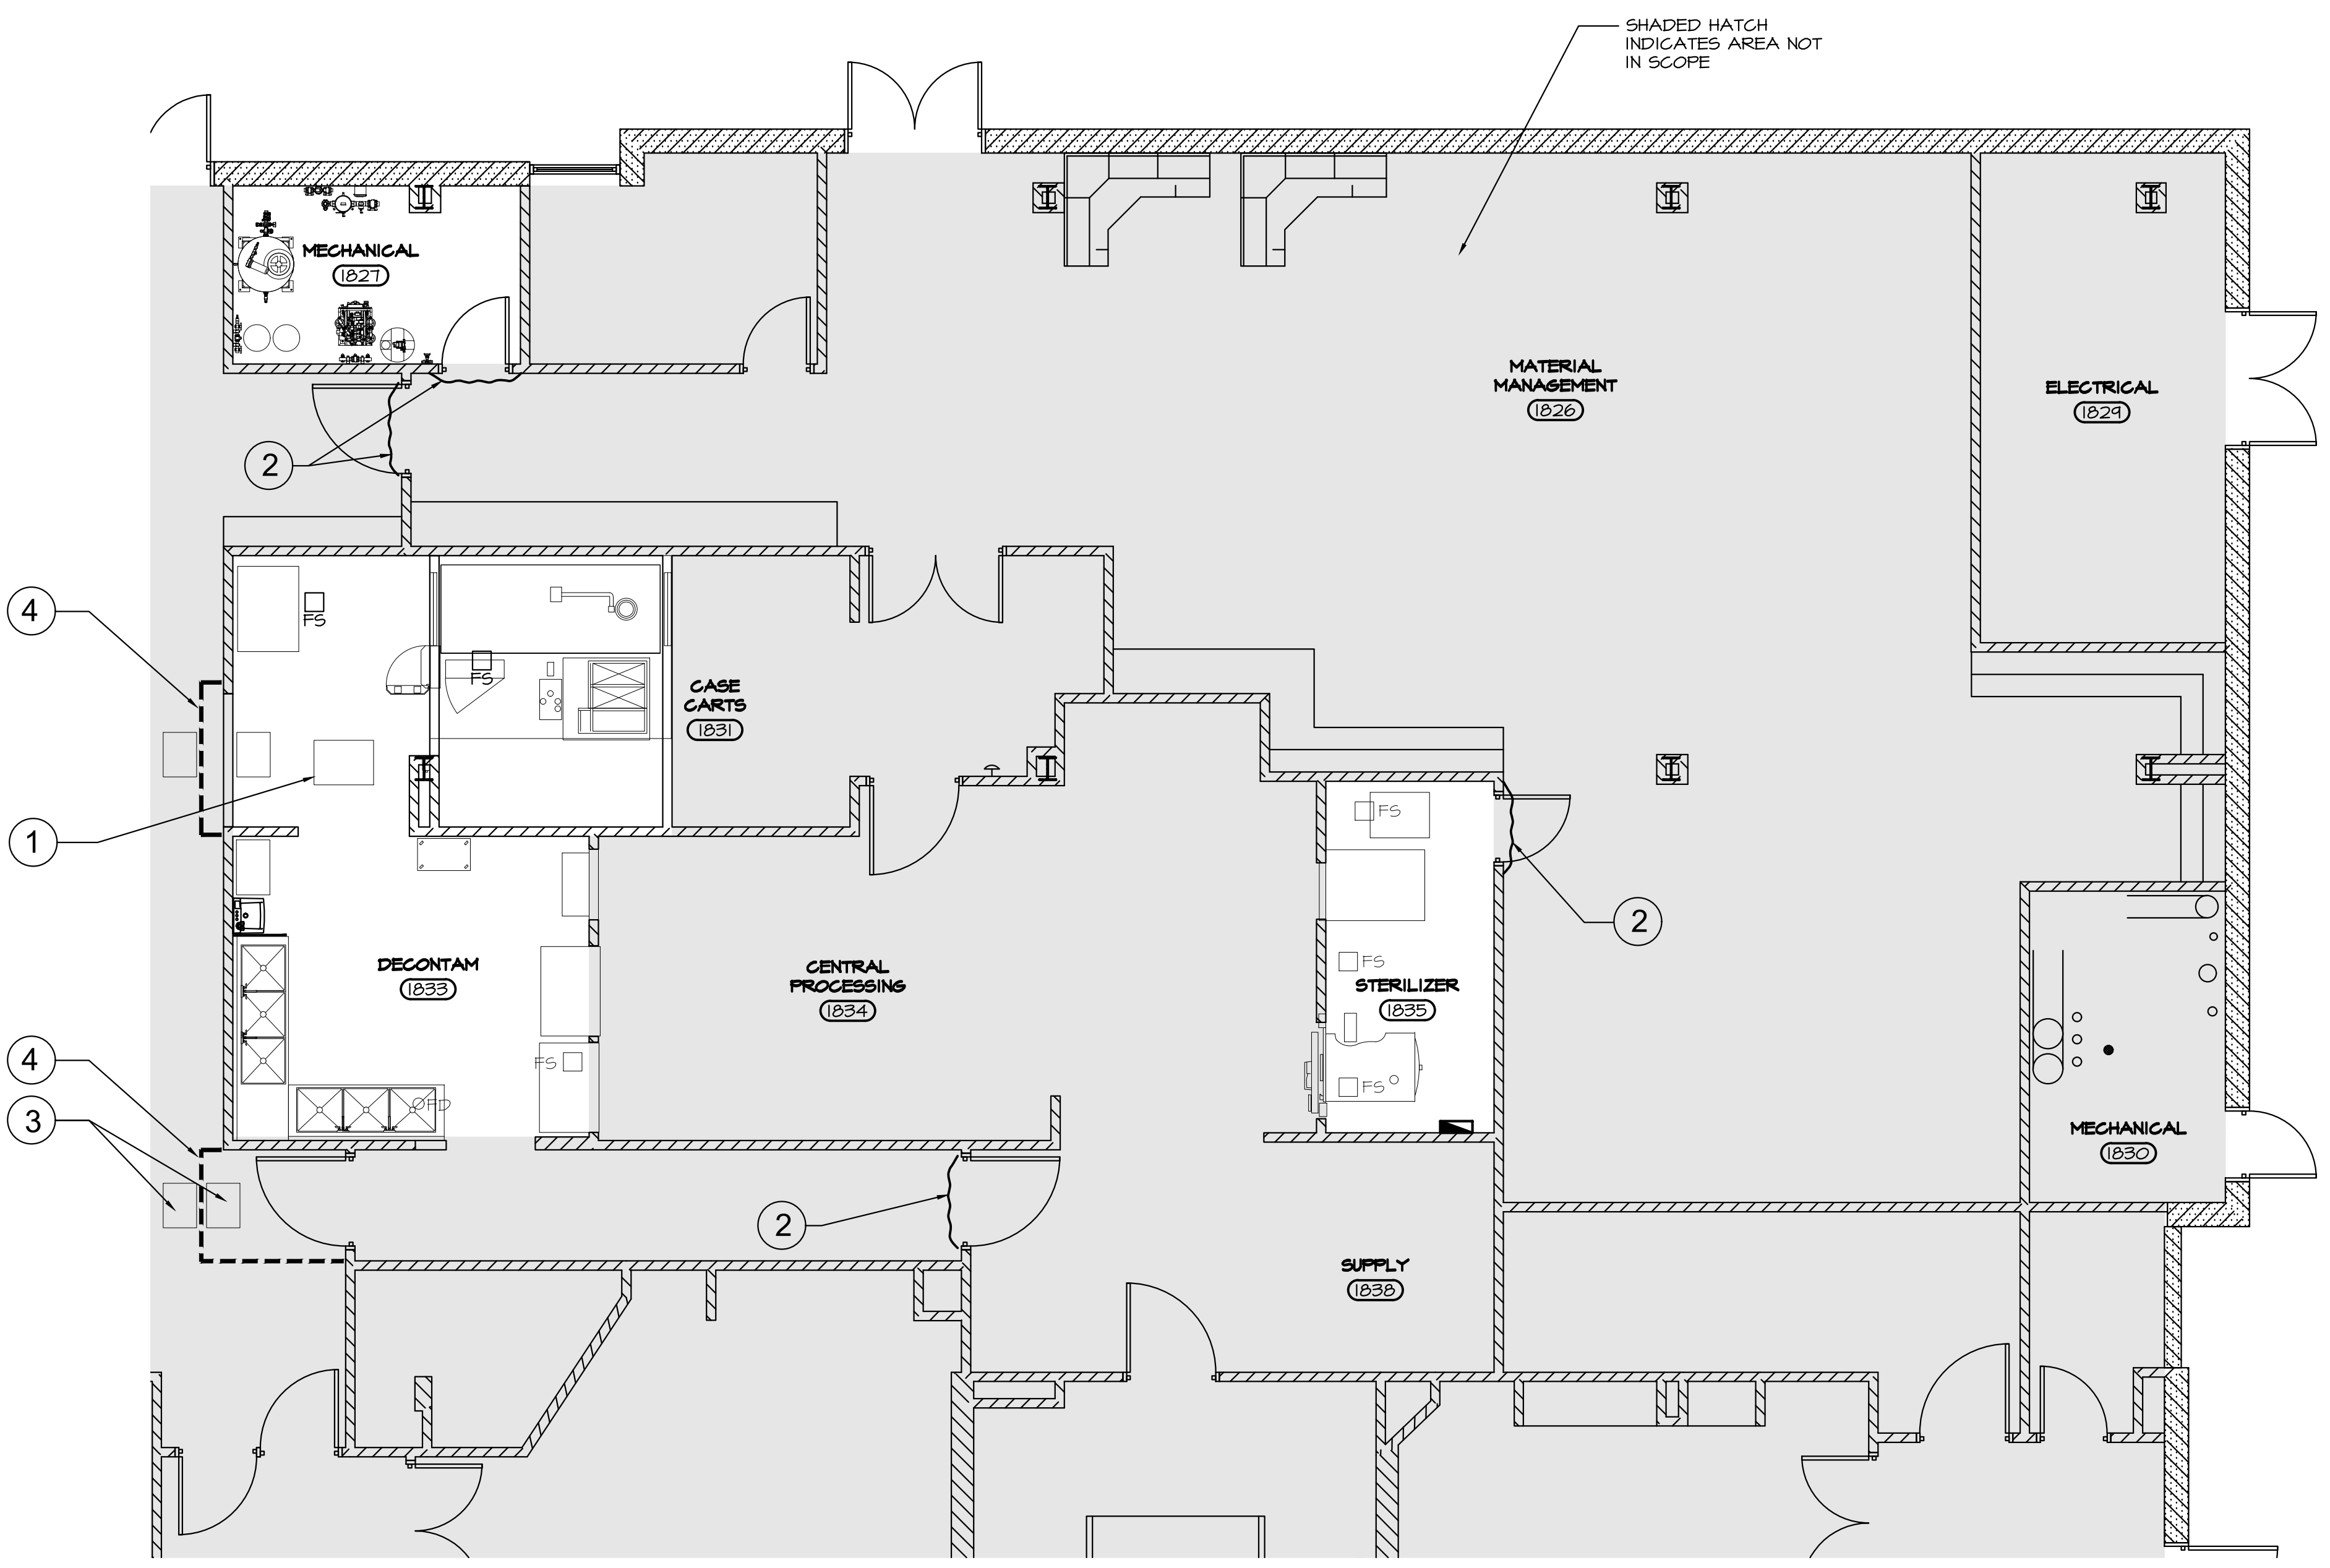 SHADED HATCH
INDICATES AREA NOT
IN SCOPE
MECHANICAL
1827
MATERIAL
MANAGEMENT
1826
ELECTRICAL
1829
2
4
FS
FS
CASE
CARTS
1831
1
FS
2
DECONTAM
1833
CENTRAL
PROCESSING
1834
FS
STERILIZER
1835
4
FS
FS
3
FD
MECHANICAL
1830
2
SUPPLY
1838